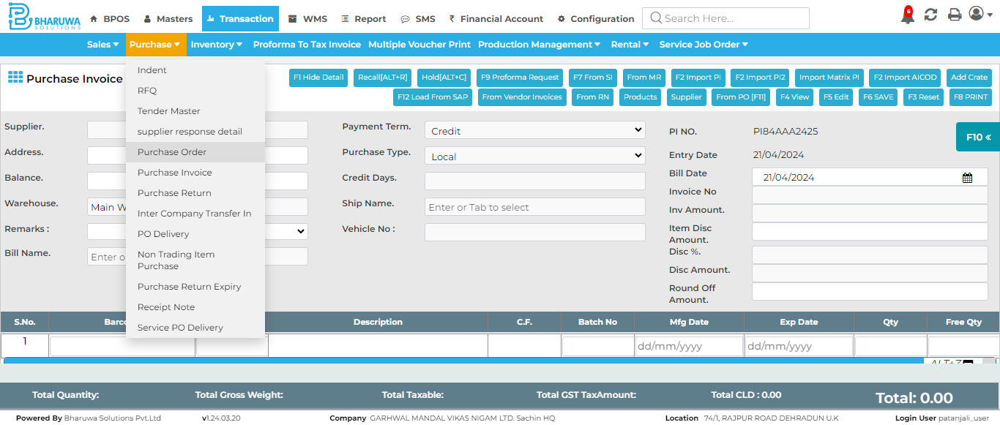 BHARUWA
SOLUTIONS
BPOS Masters Transaction WMS Report SMS Financial Account Configuration Search Here... 6
Sales Purchase Inventory Proforma To Tax Invoice Multiple Voucher Print Production Management Rental Service Job Order
Purchase Invoice
F1 Hide Detail Recall[ALT+R] Hold[ALT+C] F9 Proforma Request F7 From SI From MR F2 Import PI F2 Import PI2 Import Matrix PI F2 Import AICOD Add Crate
F12 Load From SAP From Vendor Invoices From RN Products Supplier From PO [F11] F4 View F5 Edit F6 SAVE F3 Reset F8 PRINT
Indent
RFQ
Tender Master
supplier response detail
Purchase Order
Purchase Invoice
Purchase Return
Inter Company Transfer In
PO Delivery
Non Trading Item
Purchase
Purchase Return Expiry
Receipt Note
Service PO Delivery
Supplier.
Address.
Balance.
Warehouse. Main W
Remarks :
Bill Name. Enter o
Payment Term. Credit
Purchase Type. Local
Credit Days.
Ship Name. Enter or Tab to select
Vehicle No :
PI NO. PI84AAA2425
F10 «
Entry Date 21/04/2024
Bill Date 21/04/2024
Invoice No
Inv Amount.
Item Disc
Amount.
Disc %.
Disc Amount.
Round Off
Amount.
S.No. Barco Description C.F. Batch No Mfg Date Exp Date Qty Free Qty
1 dd/mm/yyyy dd/mm/yyyy
Total Quantity: Total Gross Weight: Total Taxable: Total GST TaxAmount: Total CLD : 0.00 Total: 0.00
Powered By Bharuwa Solutions Pvt.Ltd v1.24.03.20 Company GARHWAL MANDAL VIKAS NIGAM LTD. Sachin HQ Location 74/1, RAJPUR ROAD DEHRADUN U.K Login User patanjali_user